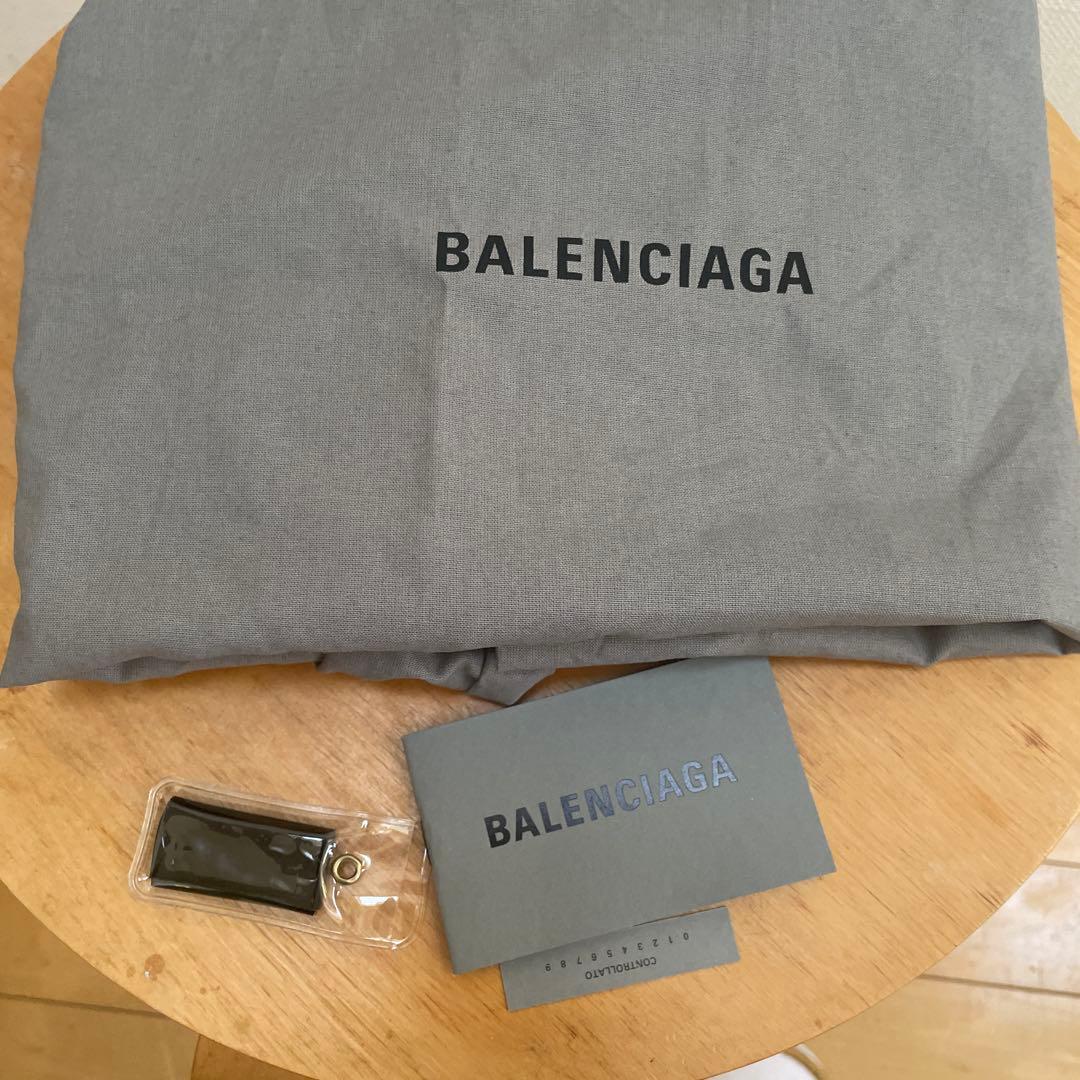 BALENCIAGA
BALENCIAGA
CONTROLLATO
0 1 2 3 4 5 6 7 8 9